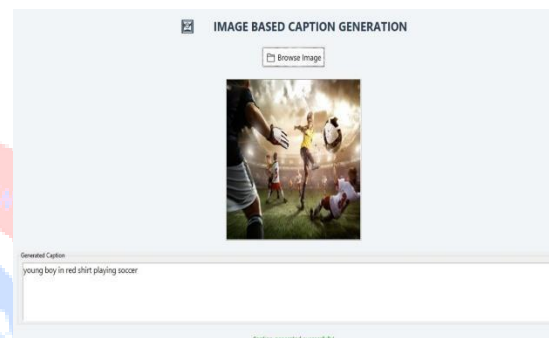 IMAGE BASED CAPTION GENERATION
Browse Image
Generated Caption
young boy in red shirt playing soccer